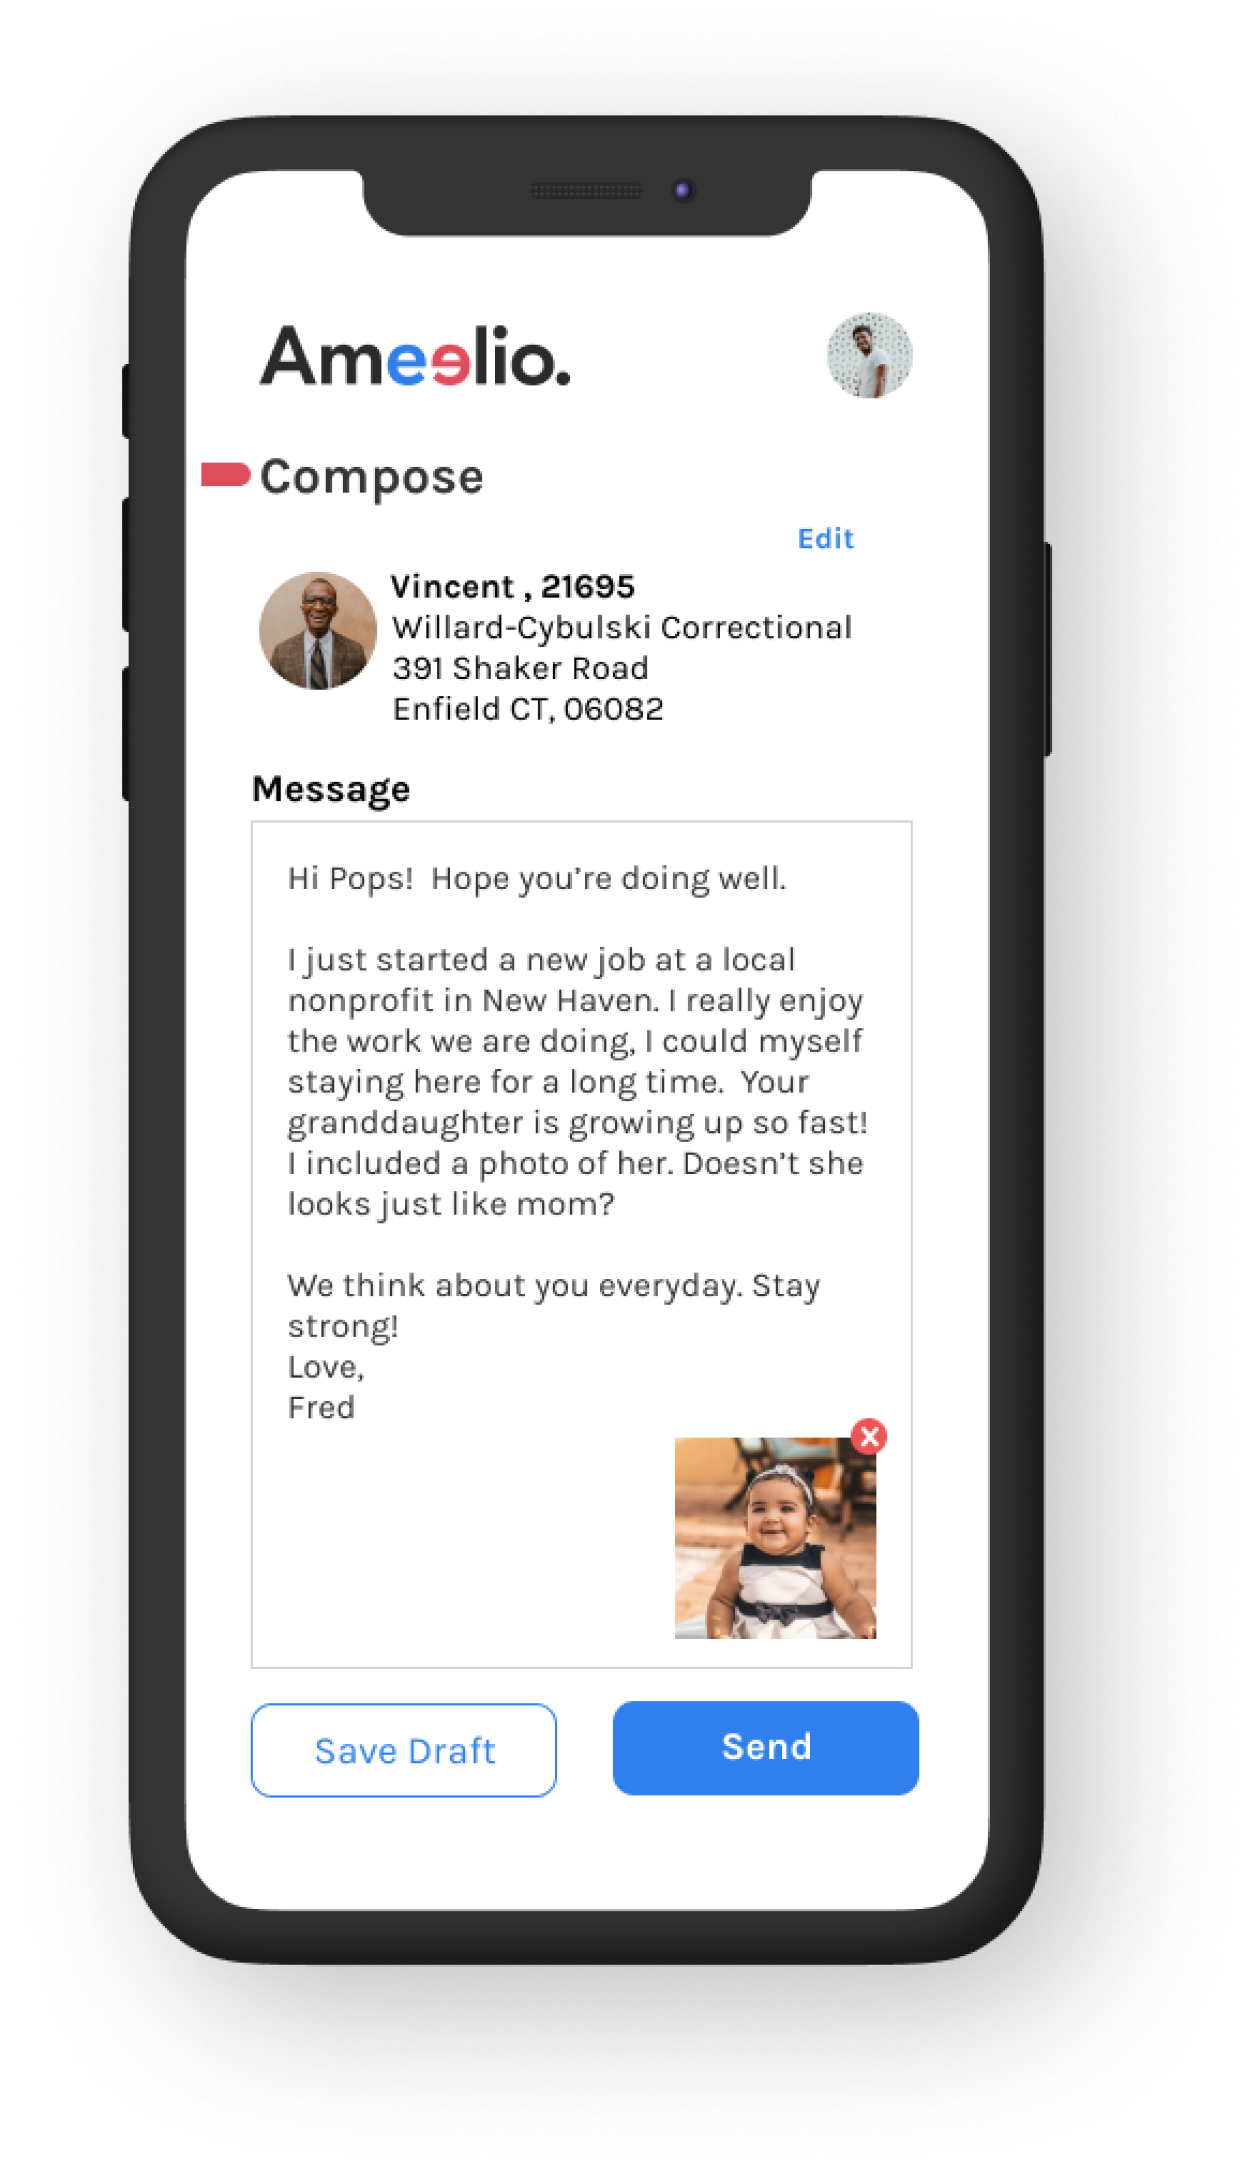 Ameelio.
Compose
Edit
Vincent , 21695
Willard-Cybulski Correctional
391 Shaker Road
Enfield CT, 06082
Message
Hi Pops!  Hope you’re doing well.
I just started a new job at a local
nonprofit in New Haven. I really enjoy
the work we are doing, I could myself
staying here for a long time.  Your
granddaughter is growing up so fast!
I included a photo of her. Doesn’t she
looks just like mom?
We think about you everyday. Stay
strong!
Love,
Fred
Save Draft
Send